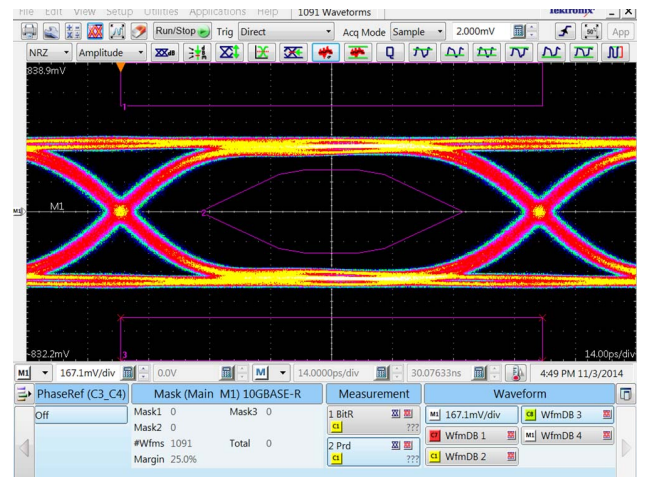 File Edit View Setup Utilities Applications Help 1091 Waveforms Tektronix
Run/Stop Trig Direct Acq Mode Sample 2.000mV 50% App
NRZ Amplitude
838.9mV
1
M1 M1 2
-832.2mV 3 14.00ps/div
M1 167.1mV/div 0.0V M 14.0000ps/div 30.07633ns 4:49 PM 11/3/2014
PhaseRef (C3_C4) Mask (Main M1) 10GBASE-R Measurement Waveform
Off Mask1 0 Mask3 0 1 BitR M1 167.1mV/div C8 WfmDB 3
Mask2 0 C1 ???
#Wfms 1091 Total 0 2 Prd C7 WfmDB 1 M1 WfmDB 4
Margin 25.0% C1 ??? C1 WfmDB 2